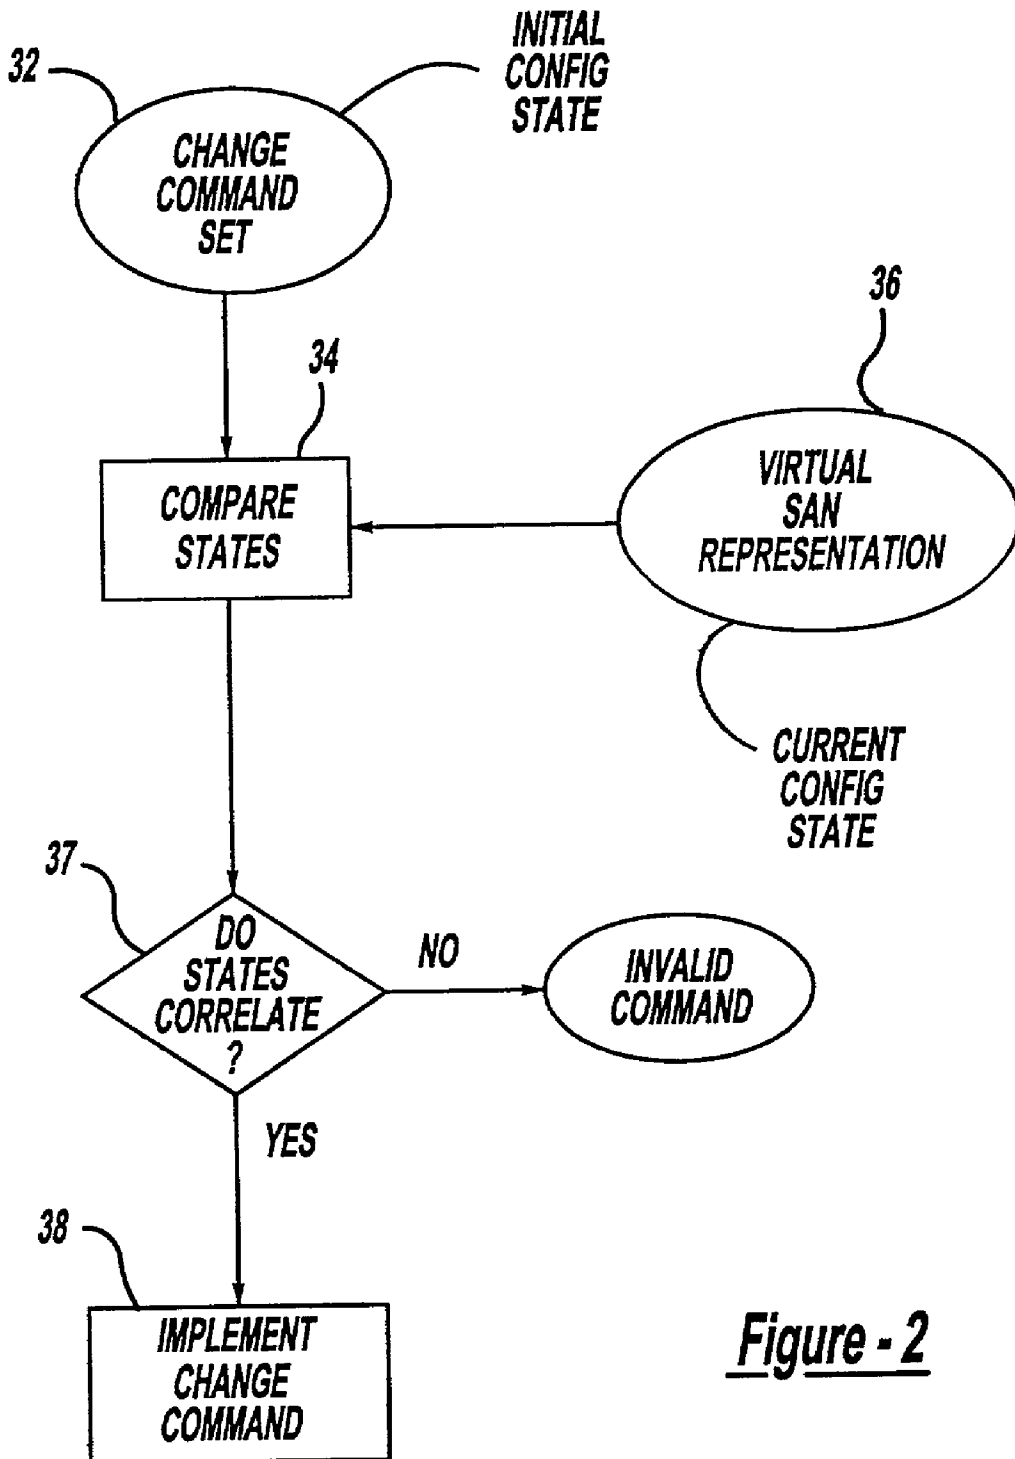 INITIAL
CONFIG
STATE
32
CHANGE
COMMAND
SET
36
34
VIRTUAL
SAN
REPRESENTATION
COMPARE
STATES
CURRENT
CONFIG
STATE
37
DO
STATES
CORRELATE
?
NO
INVALID
COMMAND
YES
38
IMPLEMENT
CHANGE
COMMAND
Figure - 2